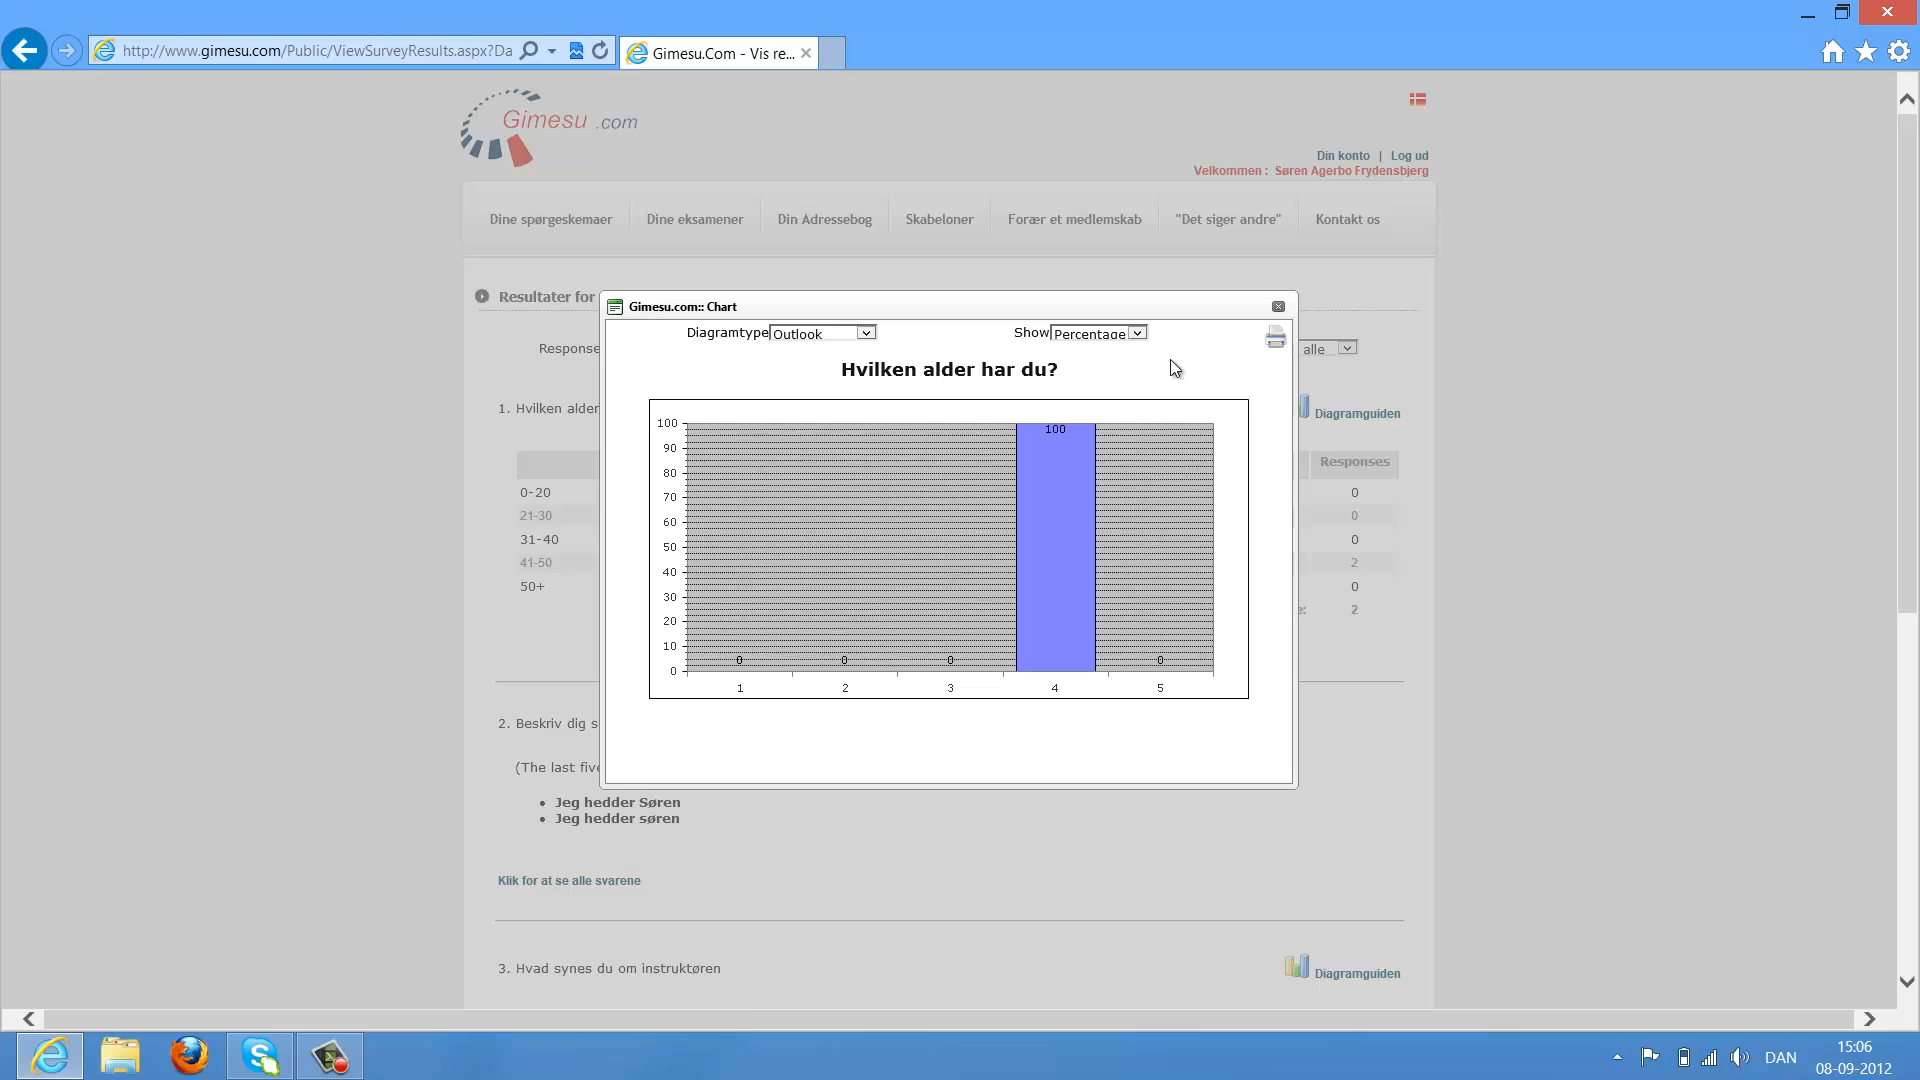 http://www.gimesu.com/Public/ViewSurveyResults.aspx?Da
Gimesu.Com - Vis re...
Gimesu .com
Din konto | Log ud
Velkommen : Søren Agerbo Frydensbjerg
Dine spørgeskemaer Dine eksamener Din Adressebog Skabeloner Forær et medlemskab "Det siger andre" Kontakt os
Resultater for
Gimesu.com:: Chart
Diagramtype Outlook Show Percentage
Response alle
Hvilken alder har du?
1. Hvilken alder Diagramguiden
100
90
80
70
60
50
40
30
20
10
0
100
0 0 0 0
1 2 3 4 5
Responses
0-20 0
21-30 0
31-40 0
41-50 2
50+ 0
e: 2
2. Beskriv dig s
(The last five
Jeg hedder Søren
Jeg hedder søren
Klik for at se alle svarene
3. Hvad synes du om instruktøren Diagramguiden
DAN
15:06
08-09-2012